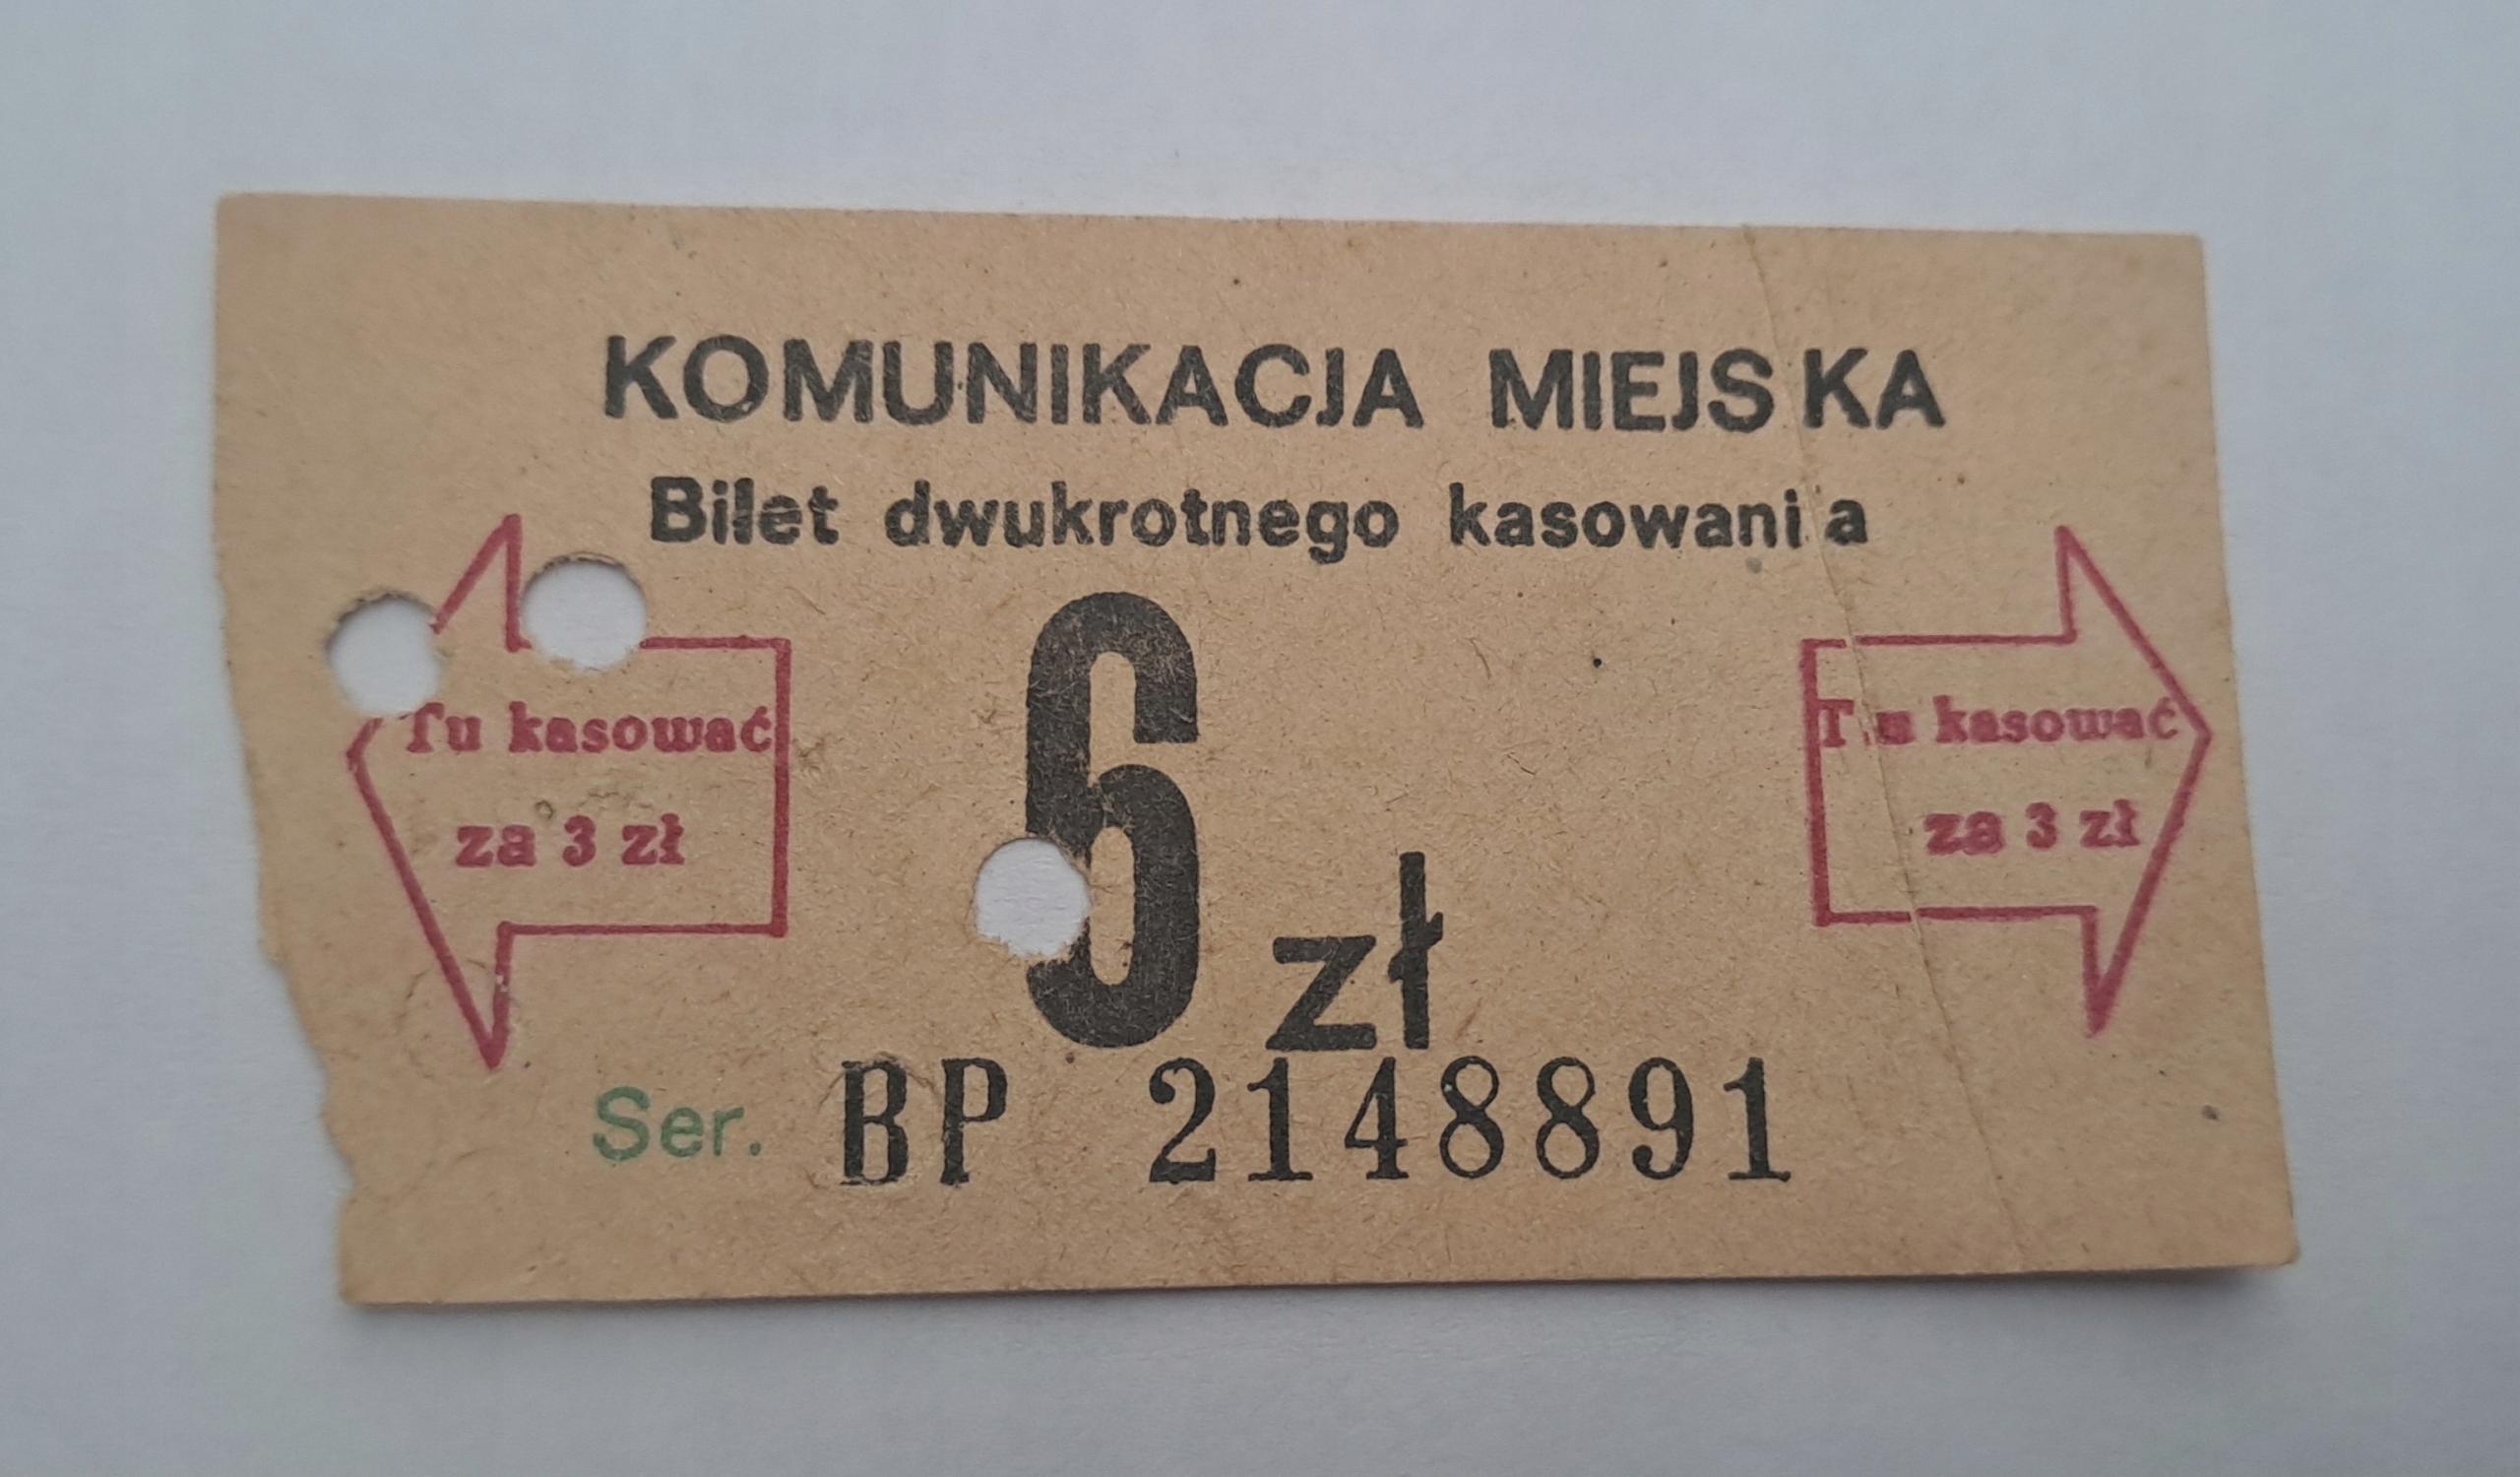 KOMUNIKACJA MIEJSKA
Bilet dwukrotnego kasowania
Tu kasować
za 3 zł
6 zł
Tu kasować
za 3 zł
Ser. BP 2148891